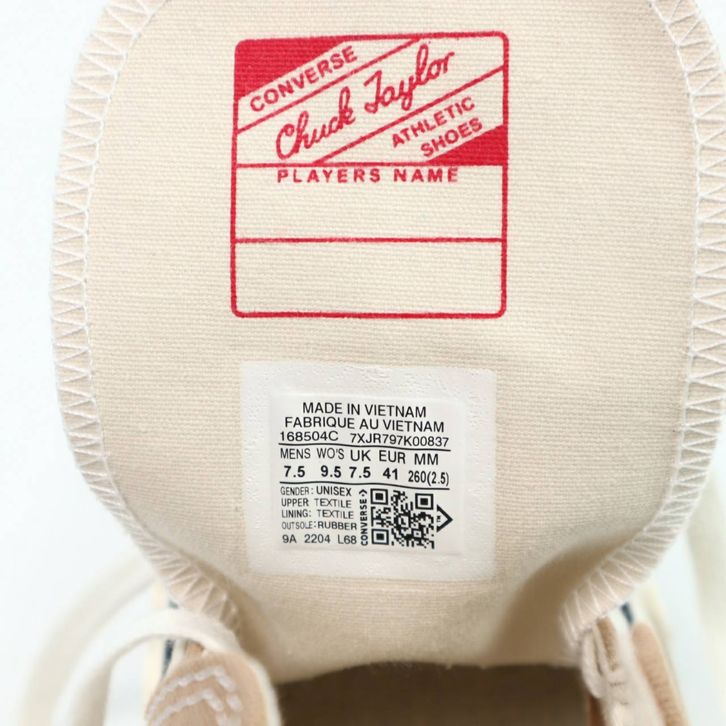 CONVERSE
Chuck Taylor
ATHLETIC
SHOES
PLAYERS NAME
MADE IN VIETNAM
FABRIQUE AU VIETNAM
168504C 7XJR797K00837
MENS WO'S UK EUR MM
7.5 9.5 7.5 41 260(2.5)
GENDER: UNISEX
UPPER: TEXTILE
LINING: TEXTILE
OUTSOLE: RUBBER
9A 2204 L68
CONVERSE